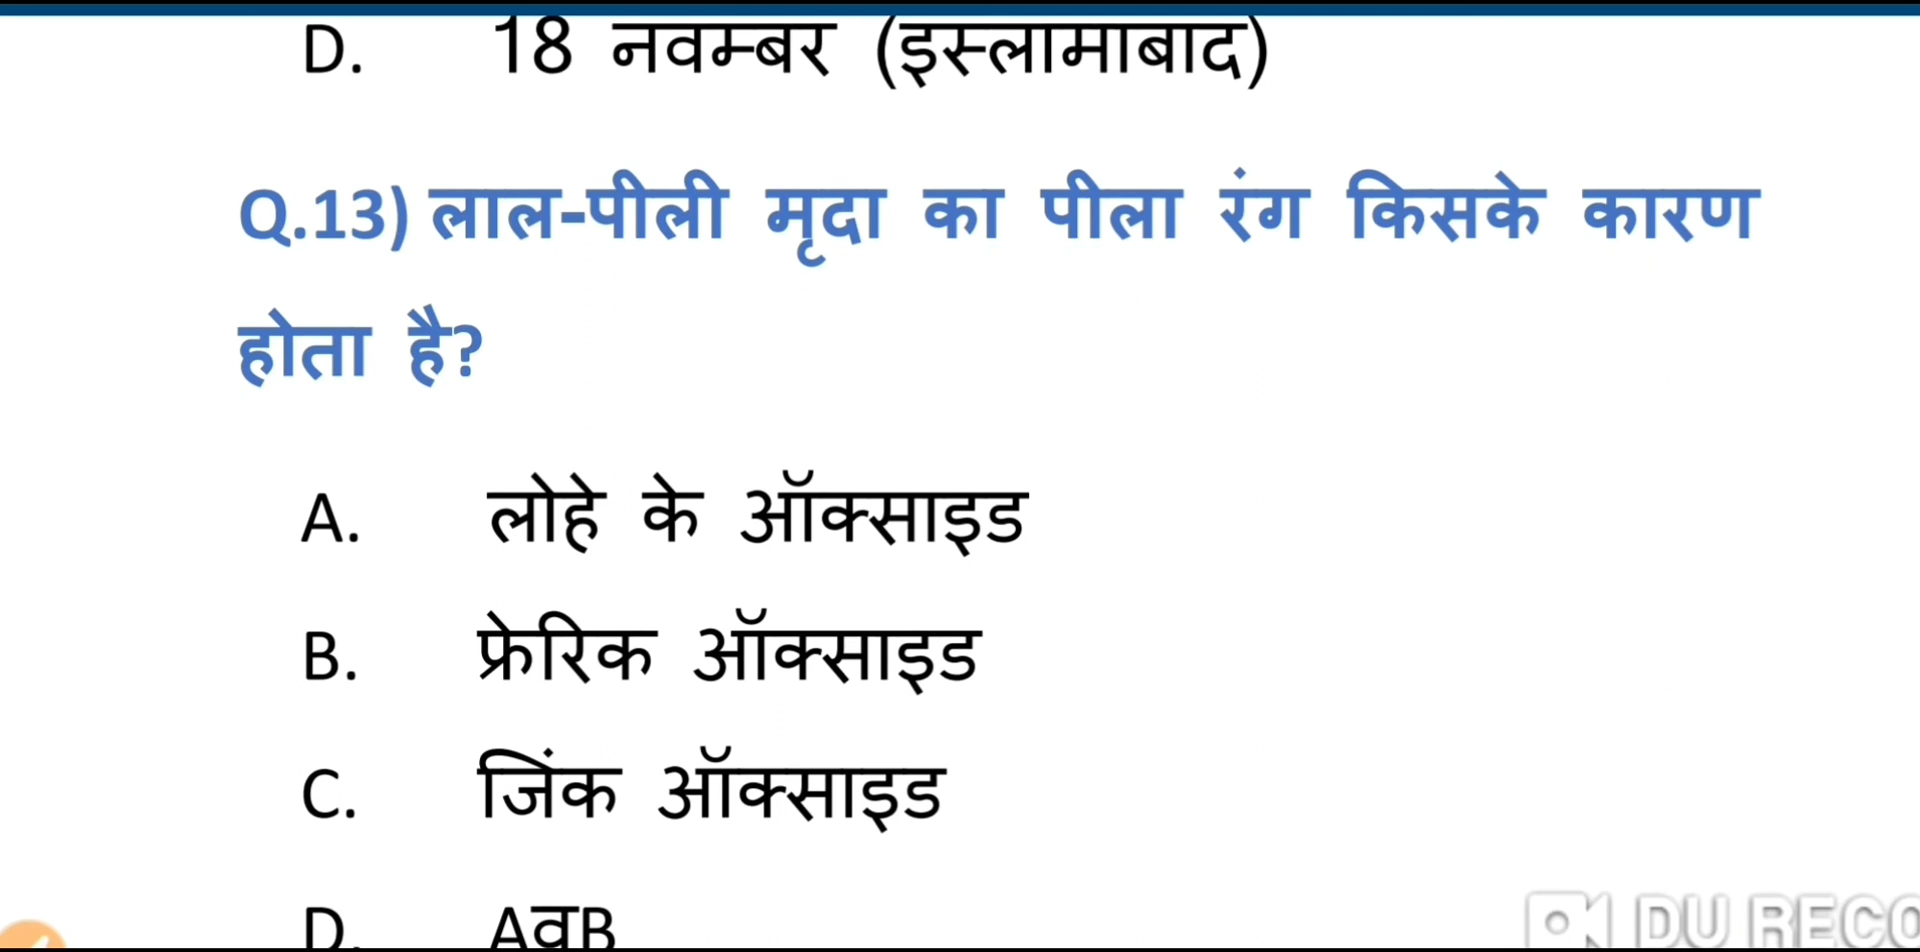 D. 18 नवम्बर (इस्लामाबाद)
Q.13) लाल-पीली मृदा का पीला रंग किसके कारण
होता है?
A. लोहे के ऑक्साइड
B. फ्रेरिक ऑक्साइड
C. जिंक ऑक्साइड
D. AवB
DU RECO